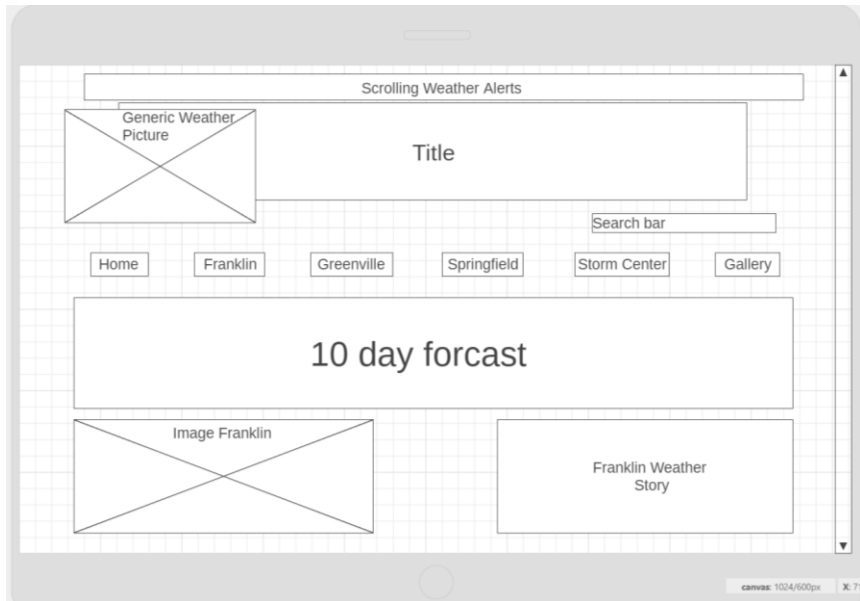 Scrolling Weather Alerts
Generic Weather
Picture
Title
Search bar
Home
Franklin
Greenville
Springfield
Storm Center
Gallery
10 day forcast
Image Franklin
Franklin Weather
Story
canvas: 1024/600px
X: 71